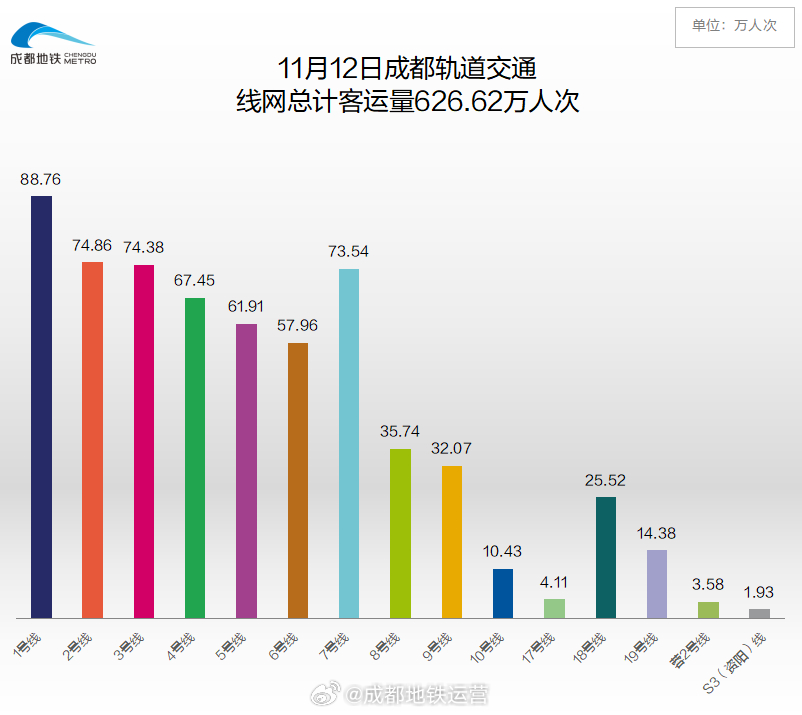 成都地铁 CHENGDU METRO
单位：万人次
11月12日成都轨道交通
线网总计客运量626.62万人次
88.76
74.86
74.38
67.45
61.91
57.96
73.54
35.74
32.07
10.43
4.11
25.52
14.38
3.58
1.93
1号线
2号线
3号线
4号线
5号线
6号线
7号线
8号线
9号线
10号线
17号线
18号线
19号线
蓉2号线
S3（资阳）线
@成都地铁运营